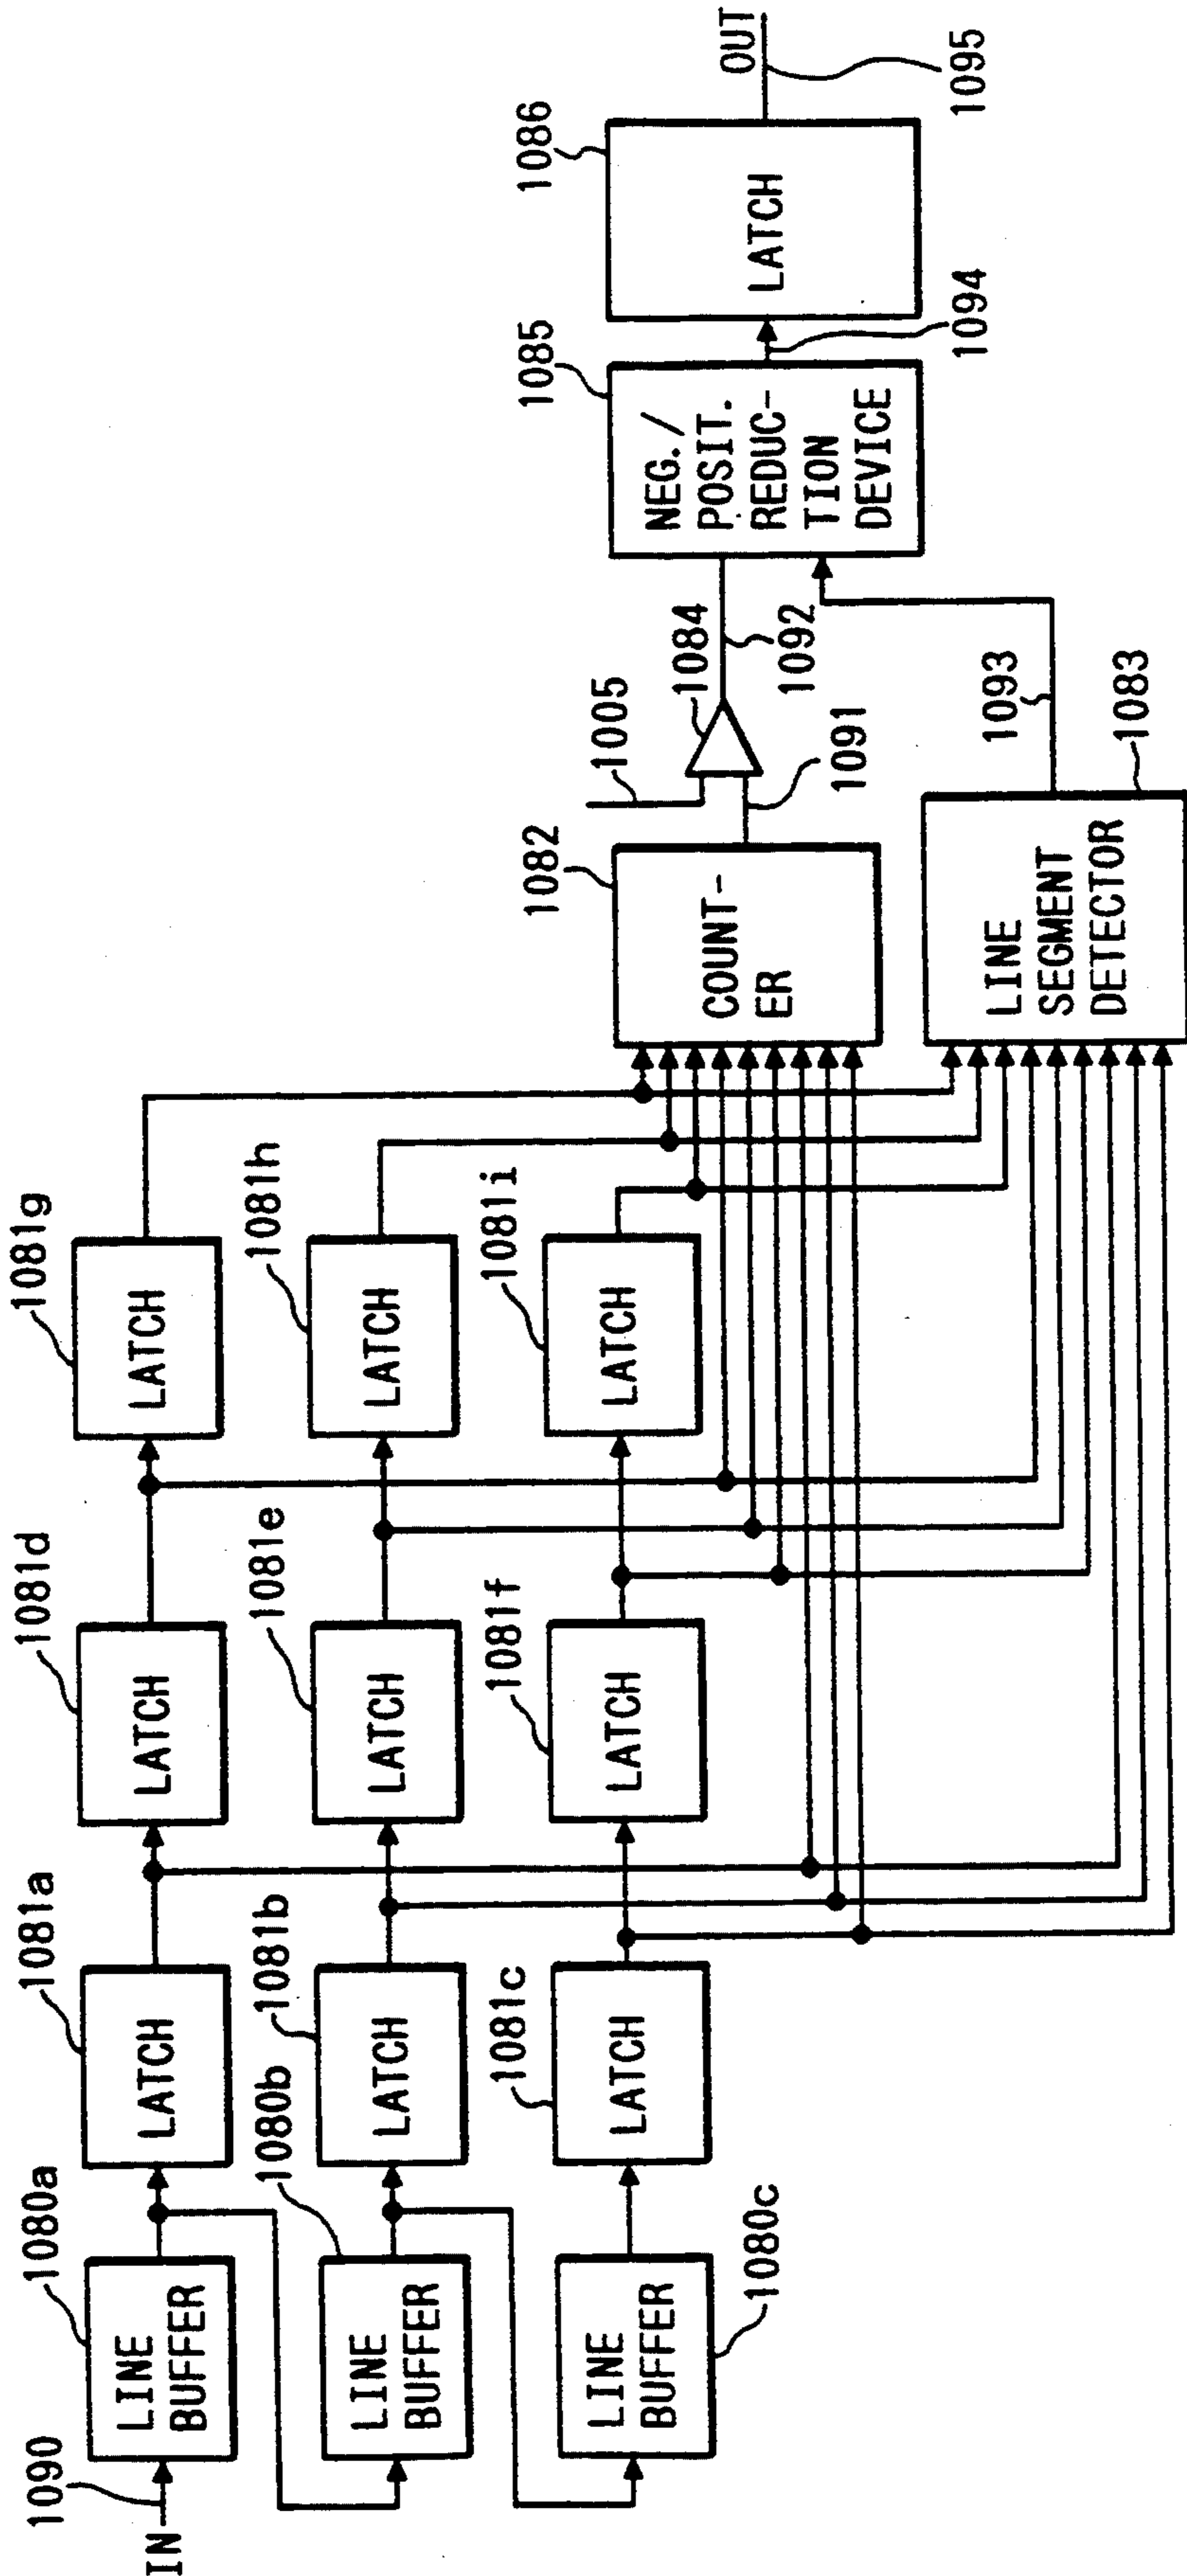 IN
1090
1080a
LINE
BUFFER
1081a
LATCH
1081d
LATCH
1081g
LATCH
1080b
LINE
BUFFER
1081b
LATCH
1081e
LATCH
1081h
LATCH
1080c
LINE
BUFFER
1081c
LATCH
1081f
LATCH
1081i
LATCH
1082
COUNT-
ER
1005
1084
1091
1092
1085
NEG./
POSIT.
REDUC-
TION
DEVICE
1094
1086
LATCH
OUT
1095
LINE
SEGMENT
DETECTOR
1093
1083